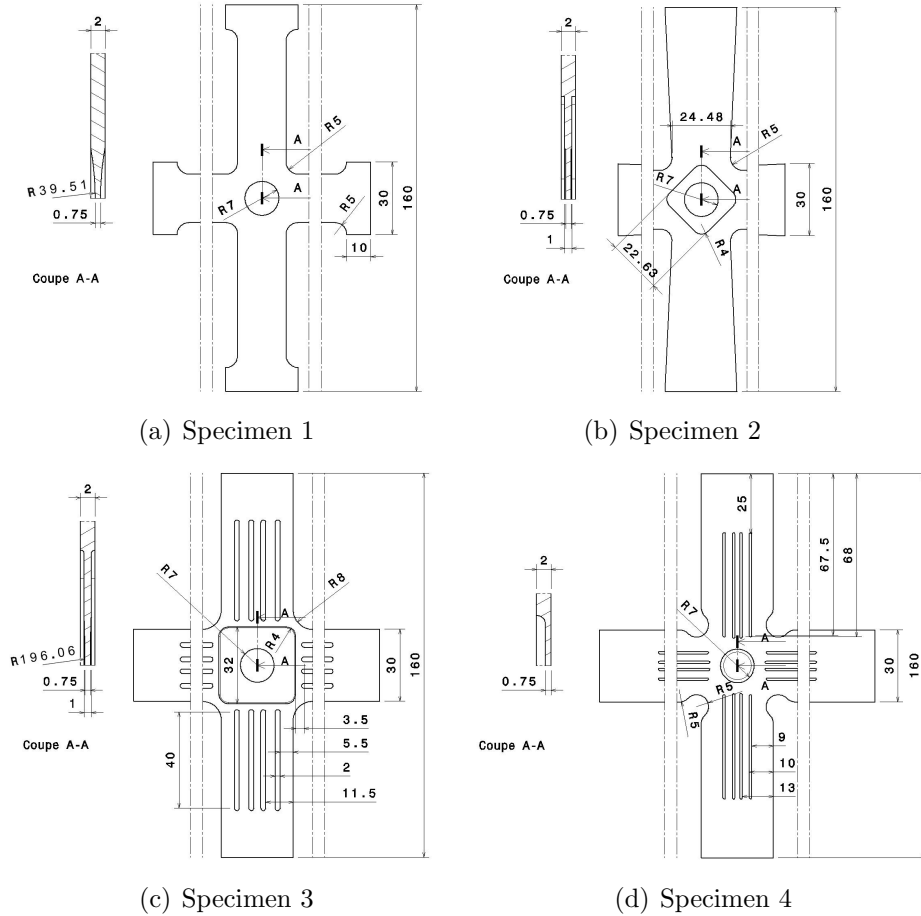 2
A
R5
R39.51
0.75
R7
A
R5
10
30
160
Coupe A-A
(a) Specimen 1
2
24.48
A
R5
R7
A
0.75
1
R4
22.63
30
160
Coupe A-A
(b) Specimen 2
2
R7
R8
A
R4
32
A
R196.06
0.75
1
30
160
Coupe A-A
3.5
5.5
40
2
11.5
(c) Specimen 3
25
67.5
68
2
R7
A
30
160
0.75
R5
A
R5
Coupe A-A
9
10
13
(d) Specimen 4